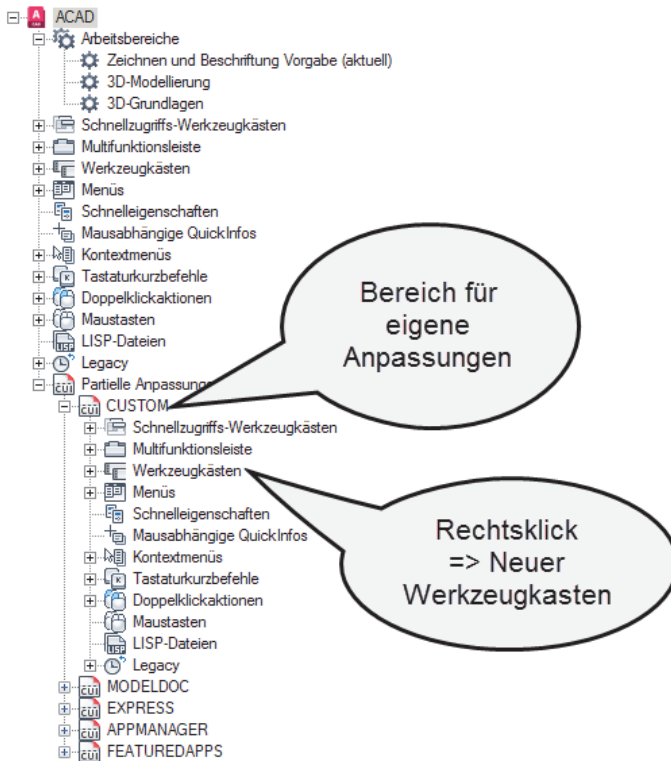 ACAD
Arbeitsbereiche
Zeichnen und Beschriftung Vorgabe (aktuell)
3D-Modellierung
3D-Grundlagen
Schnellzugriffs-Werkzeugkästen
Multifunktionsleiste
Werkzeugkästen
Menüs
Schnelleigenschaften
Mausabhängige QuickInfos
Kontextmenüs
Tastaturkurzbefehle
Doppelklickaktionen
Maustasten
LISP-Dateien
Legacy
Partielle Anpassung
CUSTOM
Schnellzugriffs-Werkzeugkästen
Multifunktionsleiste
Werkzeugkästen
Menüs
Schnelleigenschaften
Mausabhängige QuickInfos
Kontextmenüs
Tastaturkurzbefehle
Doppelklickaktionen
Maustasten
LISP-Dateien
Legacy
MODELDOC
EXPRESS
APPMANAGER
FEATUREDAPPS
Bereich für
eigene
Anpassungen
Rechtsklick
=> Neuer
Werkzeugkasten